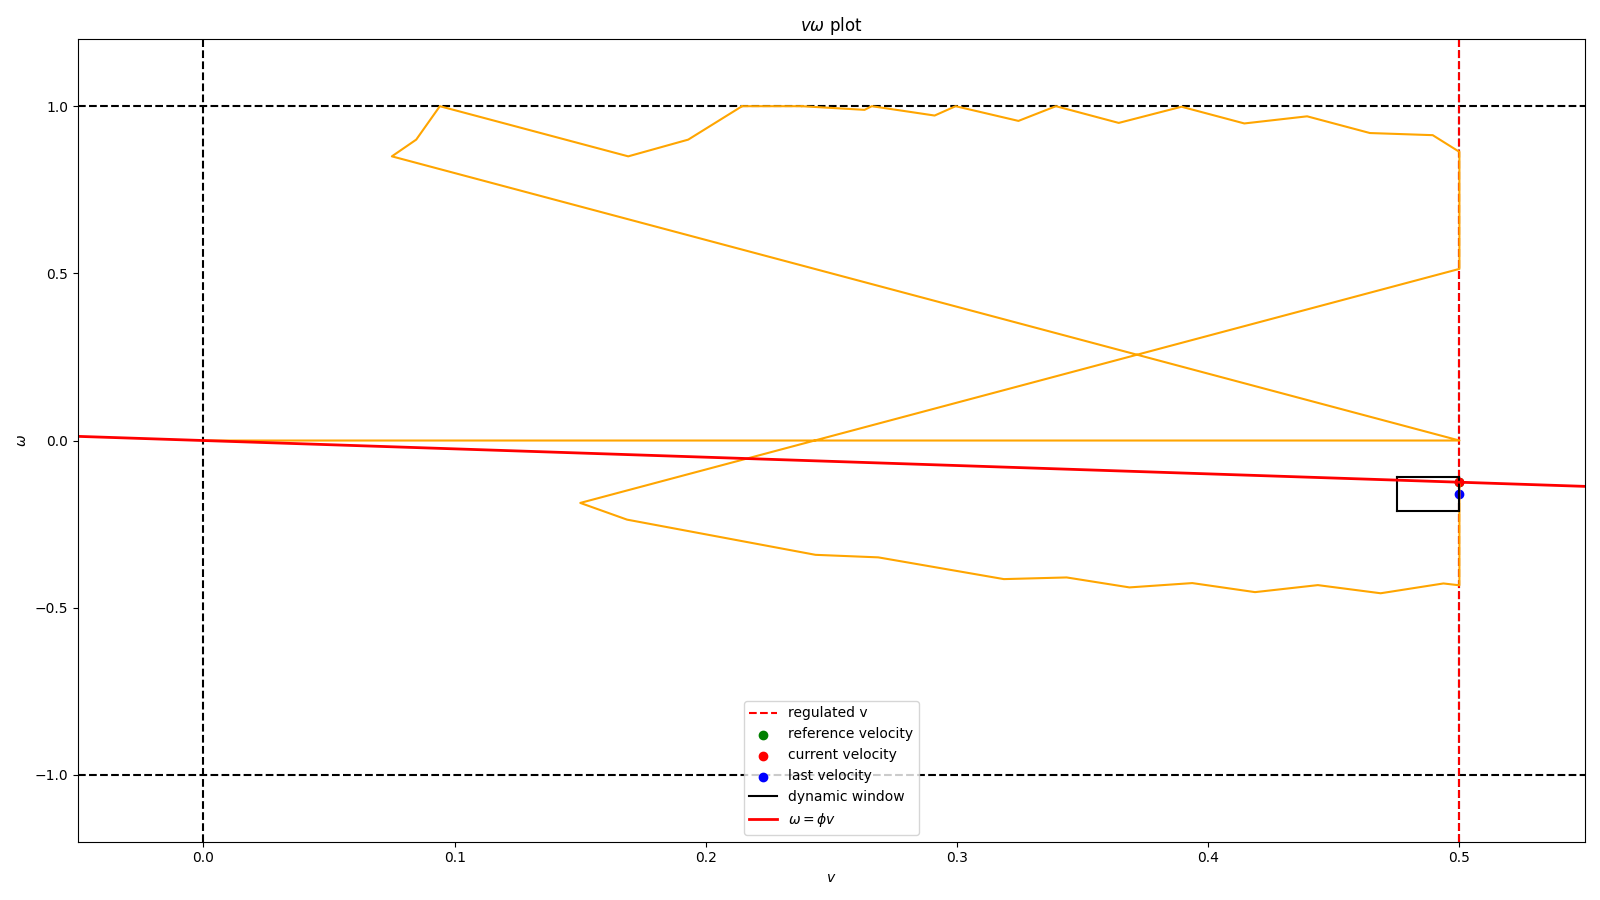 vω plot
1.0
0.5
0.0
−0.5
−1.0
ω
regulated v
reference velocity
current velocity
last velocity
dynamic window
ω = ϕv
0.0 0.1 0.2 0.3 0.4 0.5
v